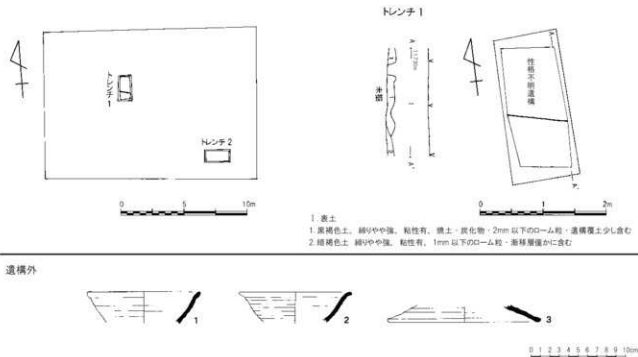 トレンチ1
トレンチ1
トレンチ2
0 5 10m
A
A'
未掘
I
性格不明遺構
A
A'
0 1 2m
I 表土
1. 黒褐色土、締りやや強、粘性有、焼土・炭化物・2mm以下のローム粒・遺構覆土少し含む
2. 暗褐色土 締りやや強、粘性有、1mm以下のローム粒・漸移層僅かに含む
遺構外
1
2
3
0 1 2 3 4 5 6 7 8 9 10cm